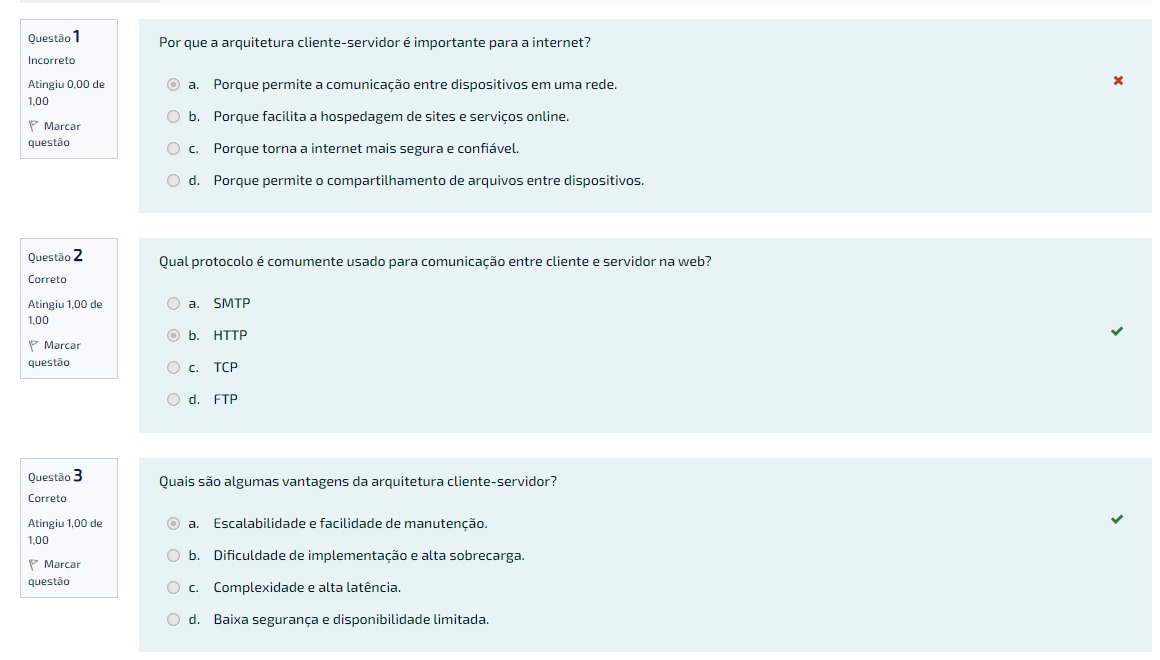 Questão 1
Incorreto
Atingiu 0,00 de
1,00
Marcar
questão
Por que a arquitetura cliente-servidor é importante para a internet?
a. Porque permite a comunicação entre dispositivos em uma rede.
b. Porque facilita a hospedagem de sites e serviços online.
c. Porque torna a internet mais segura e confiável.
d. Porque permite o compartilhamento de arquivos entre dispositivos.
Questão 2
Correto
Atingiu 1,00 de
1,00
Marcar
questão
Qual protocolo é comumente usado para comunicação entre cliente e servidor na web?
a. SMTP
b. HTTP
c. TCP
d. FTP
Questão 3
Correto
Atingiu 1,00 de
1,00
Marcar
questão
Quais são algumas vantagens da arquitetura cliente-servidor?
a. Escalabilidade e facilidade de manutenção.
b. Dificuldade de implementação e alta sobrecarga.
c. Complexidade e alta latência.
d. Baixa segurança e disponibilidade limitada.